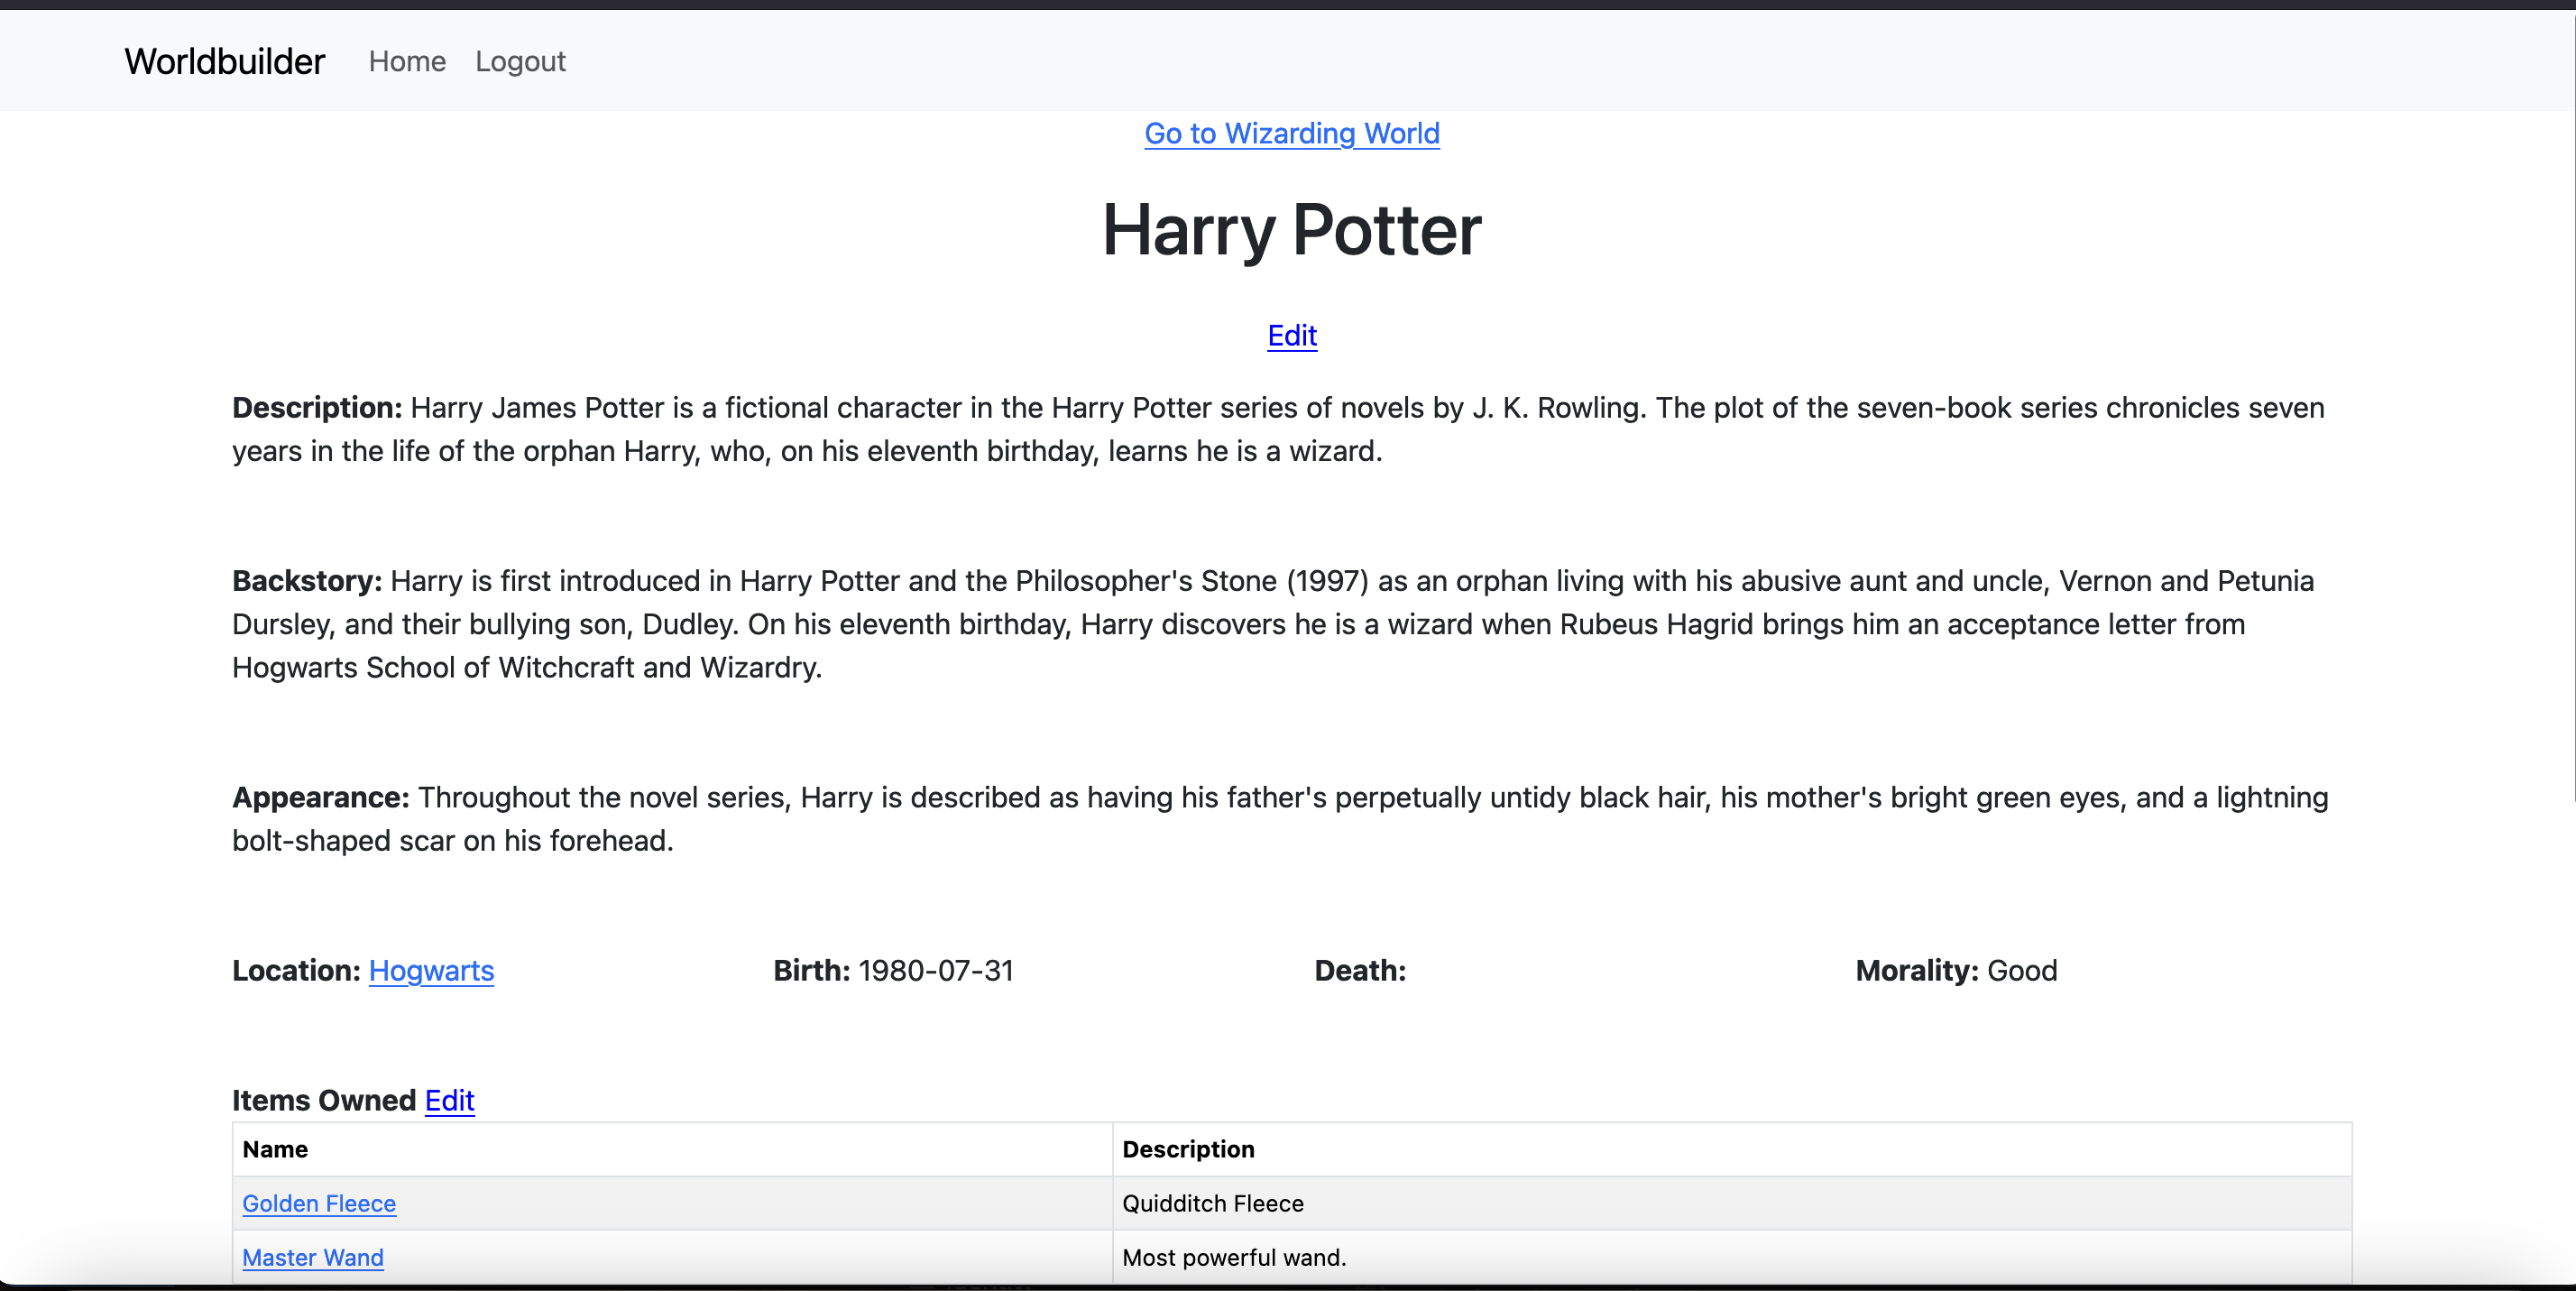 Worldbuilder Home Logout
Go to Wizarding World
Harry Potter
Edit
Description: Harry James Potter is a fictional character in the Harry Potter series of novels by J. K. Rowling. The plot of the seven-book series chronicles seven
years in the life of the orphan Harry, who, on his eleventh birthday, learns he is a wizard.
Backstory: Harry is first introduced in Harry Potter and the Philosopher's Stone (1997) as an orphan living with his abusive aunt and uncle, Vernon and Petunia
Dursley, and their bullying son, Dudley. On his eleventh birthday, Harry discovers he is a wizard when Rubeus Hagrid brings him an acceptance letter from
Hogwarts School of Witchcraft and Wizardry.
Appearance: Throughout the novel series, Harry is described as having his father's perpetually untidy black hair, his mother's bright green eyes, and a lightning
bolt-shaped scar on his forehead.
Location: Hogwarts Birth: 1980-07-31 Death: Morality: Good
Items Owned Edit
Name Description
Golden Fleece Quidditch Fleece
Master Wand Most powerful wand.